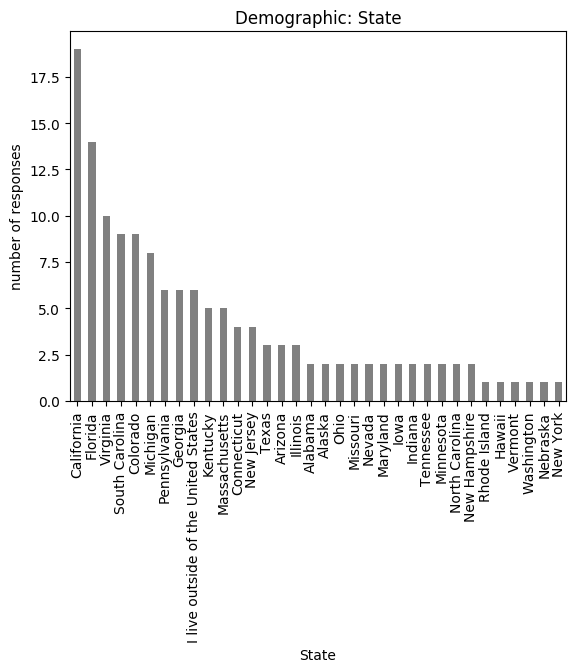 Demographic: State
number of responses
17.5
15.0
12.5
10.0
7.5
5.0
2.5
0.0
California
Florida
Virginia
South Carolina
Colorado
Michigan
Pennsylvania
Georgia
I live outside of the United States
Kentucky
Massachusetts
Connecticut
New Jersey
Texas
Arizona
Illinois
Alabama
Alaska
Ohio
Missouri
Nevada
Maryland
Iowa
Indiana
Tennessee
Minnesota
North Carolina
New Hampshire
Rhode Island
Hawaii
Vermont
Washington
Nebraska
New York
State